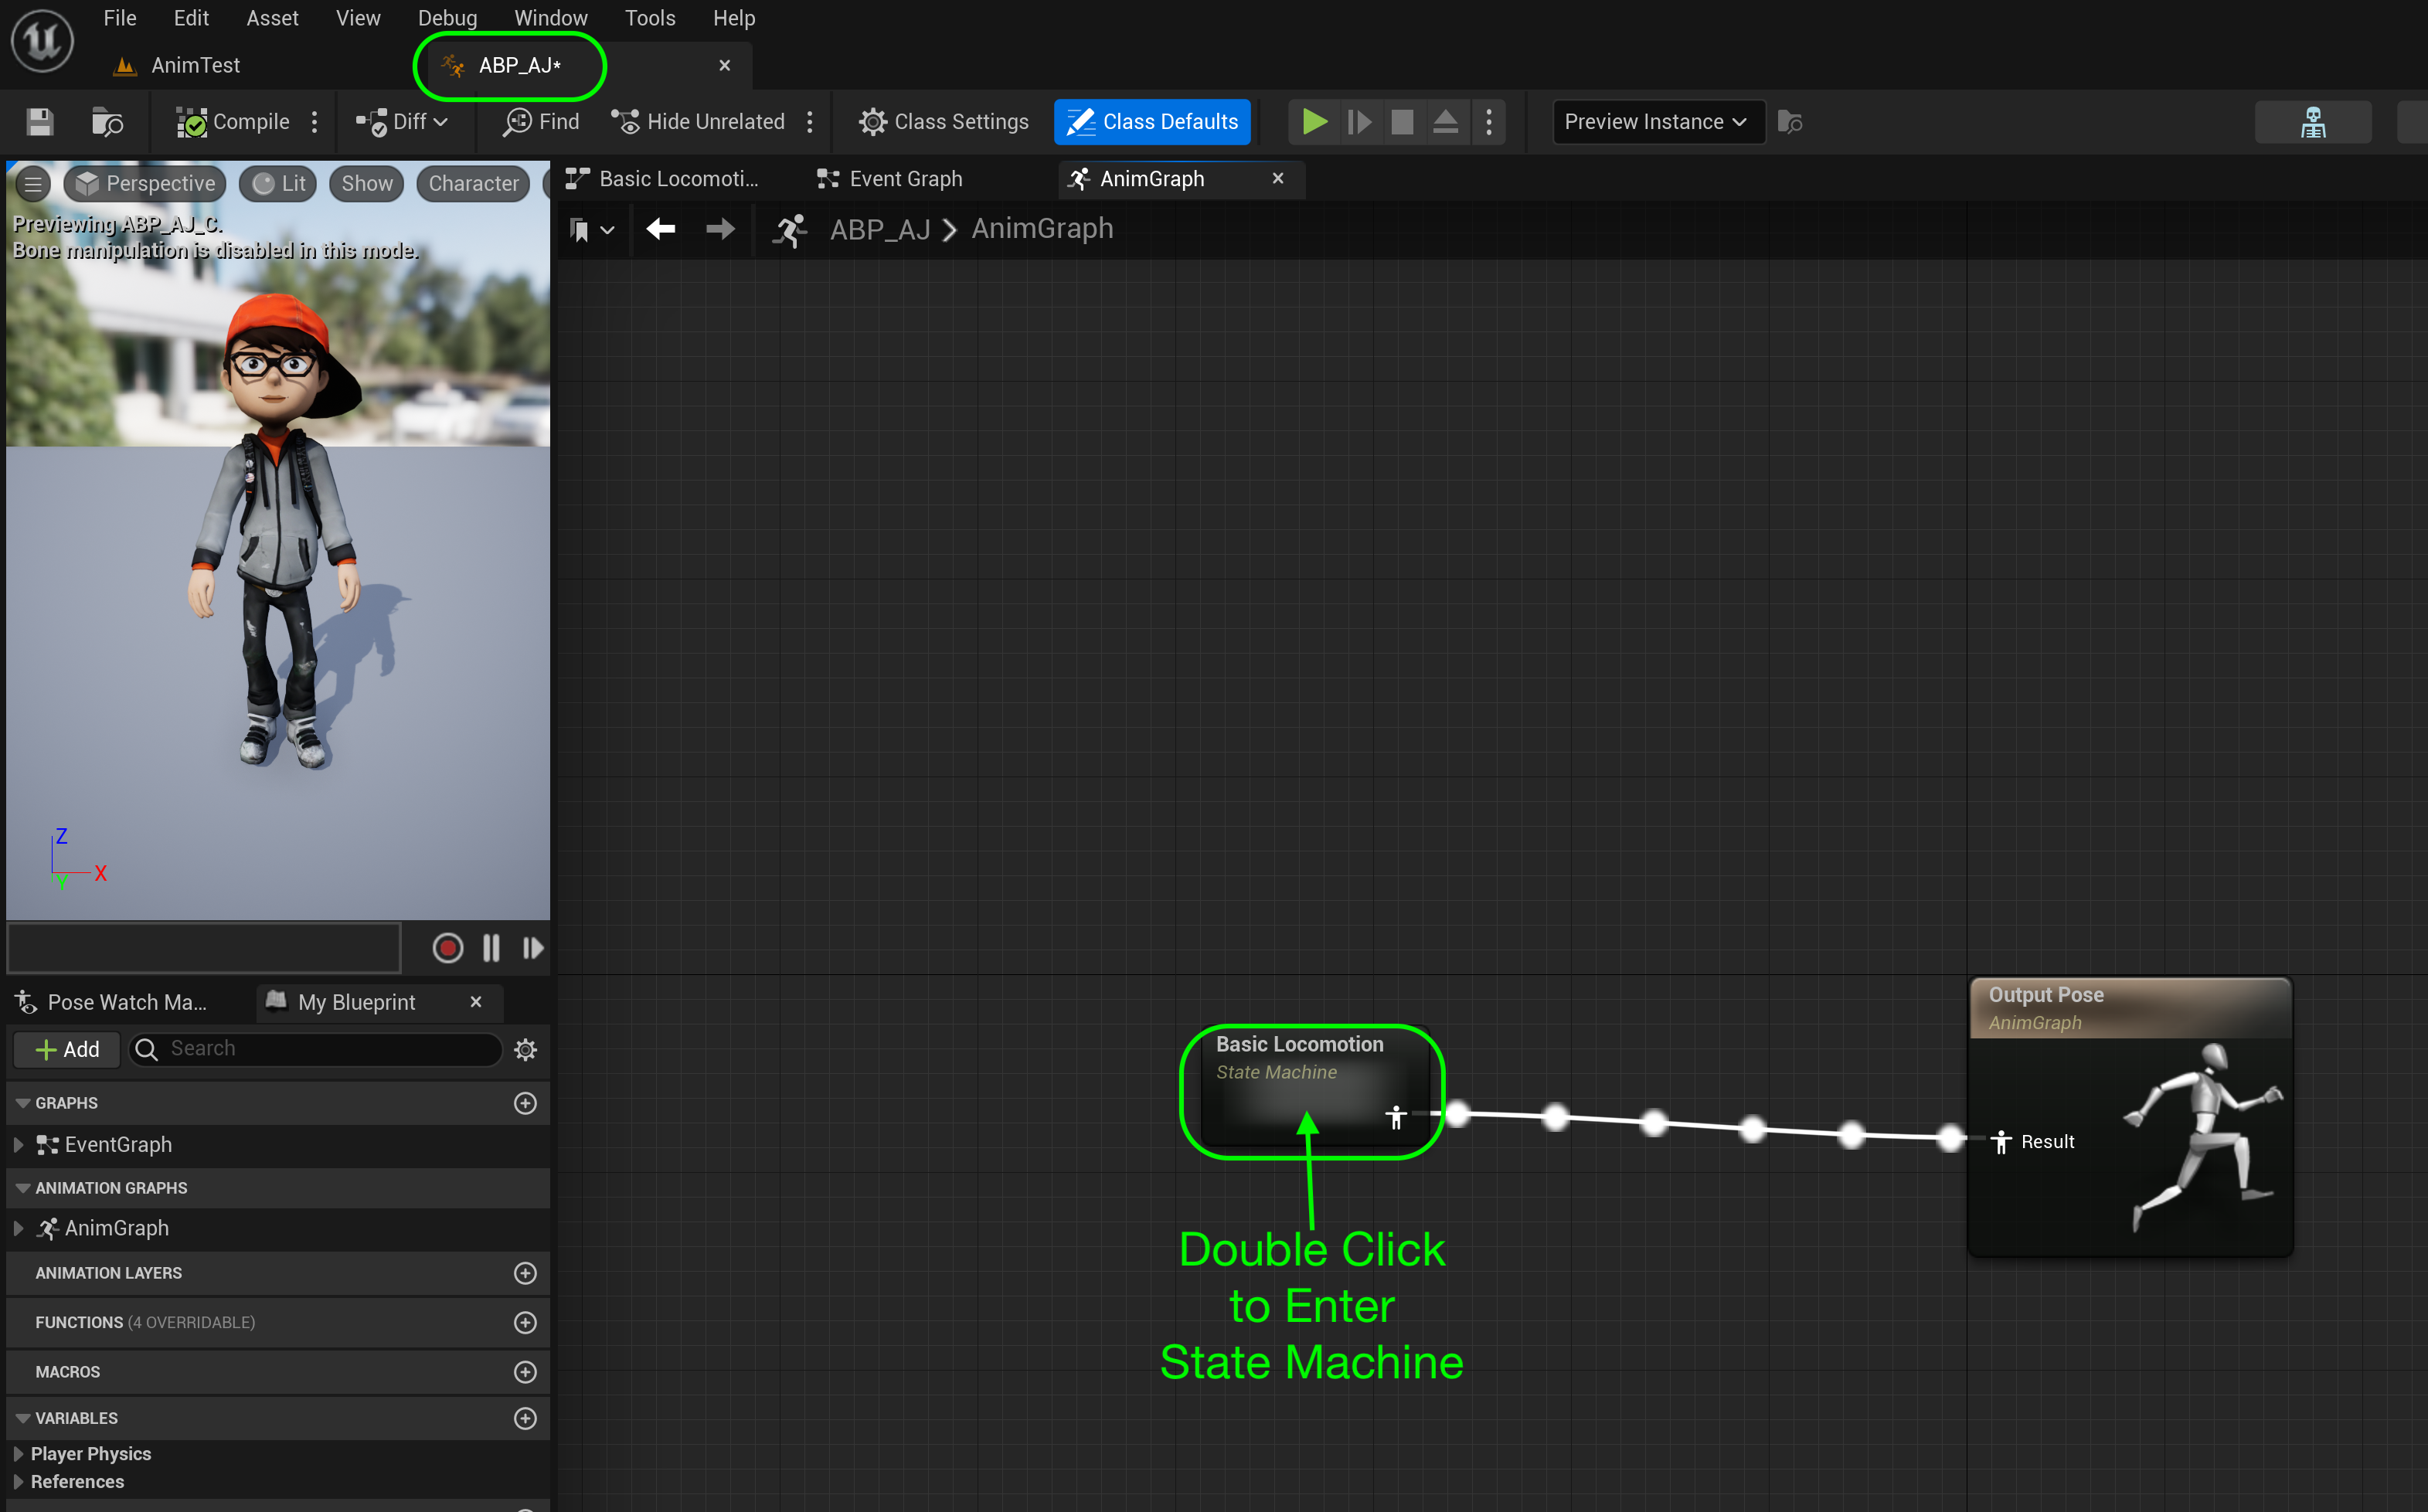 File Edit Asset View Debug Window Tools Help
AnimTest ABP_AJ*
Compile Diff Find Hide Unrelated Class Settings Class Defaults Preview Instance
Perspective Lit Show Character
Basic Locomoti... Event Graph AnimGraph
Previewing ABP_AJ_C.
Bone manipulation is disabled in this mode.
ABP_AJ > AnimGraph
Z
X
Y
Pose Watch Ma... My Blueprint
Add Search
GRAPHS
EventGraph
ANIMATION GRAPHS
AnimGraph
ANIMATION LAYERS
FUNCTIONS (4 OVERRIDABLE)
MACROS
VARIABLES
Player Physics
References
Basic Locomotion
State Machine
Output Pose
AnimGraph
Result
Double Click
to Enter
State Machine